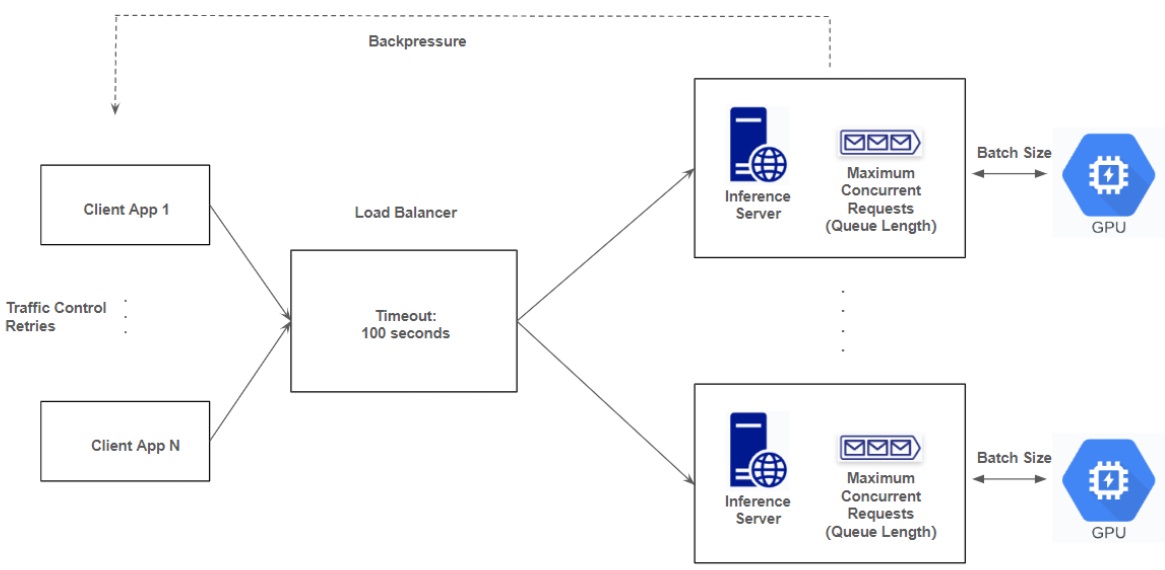 Backpressure
Client App 1
Traffic Control
Retries
Client App N
Load Balancer
Timeout:
100 seconds
Inference
Server
Maximum
Concurrent
Requests
(Queue Length)
Batch Size
GPU
Inference
Server
Maximum
Concurrent
Requests
(Queue Length)
Batch Size
GPU